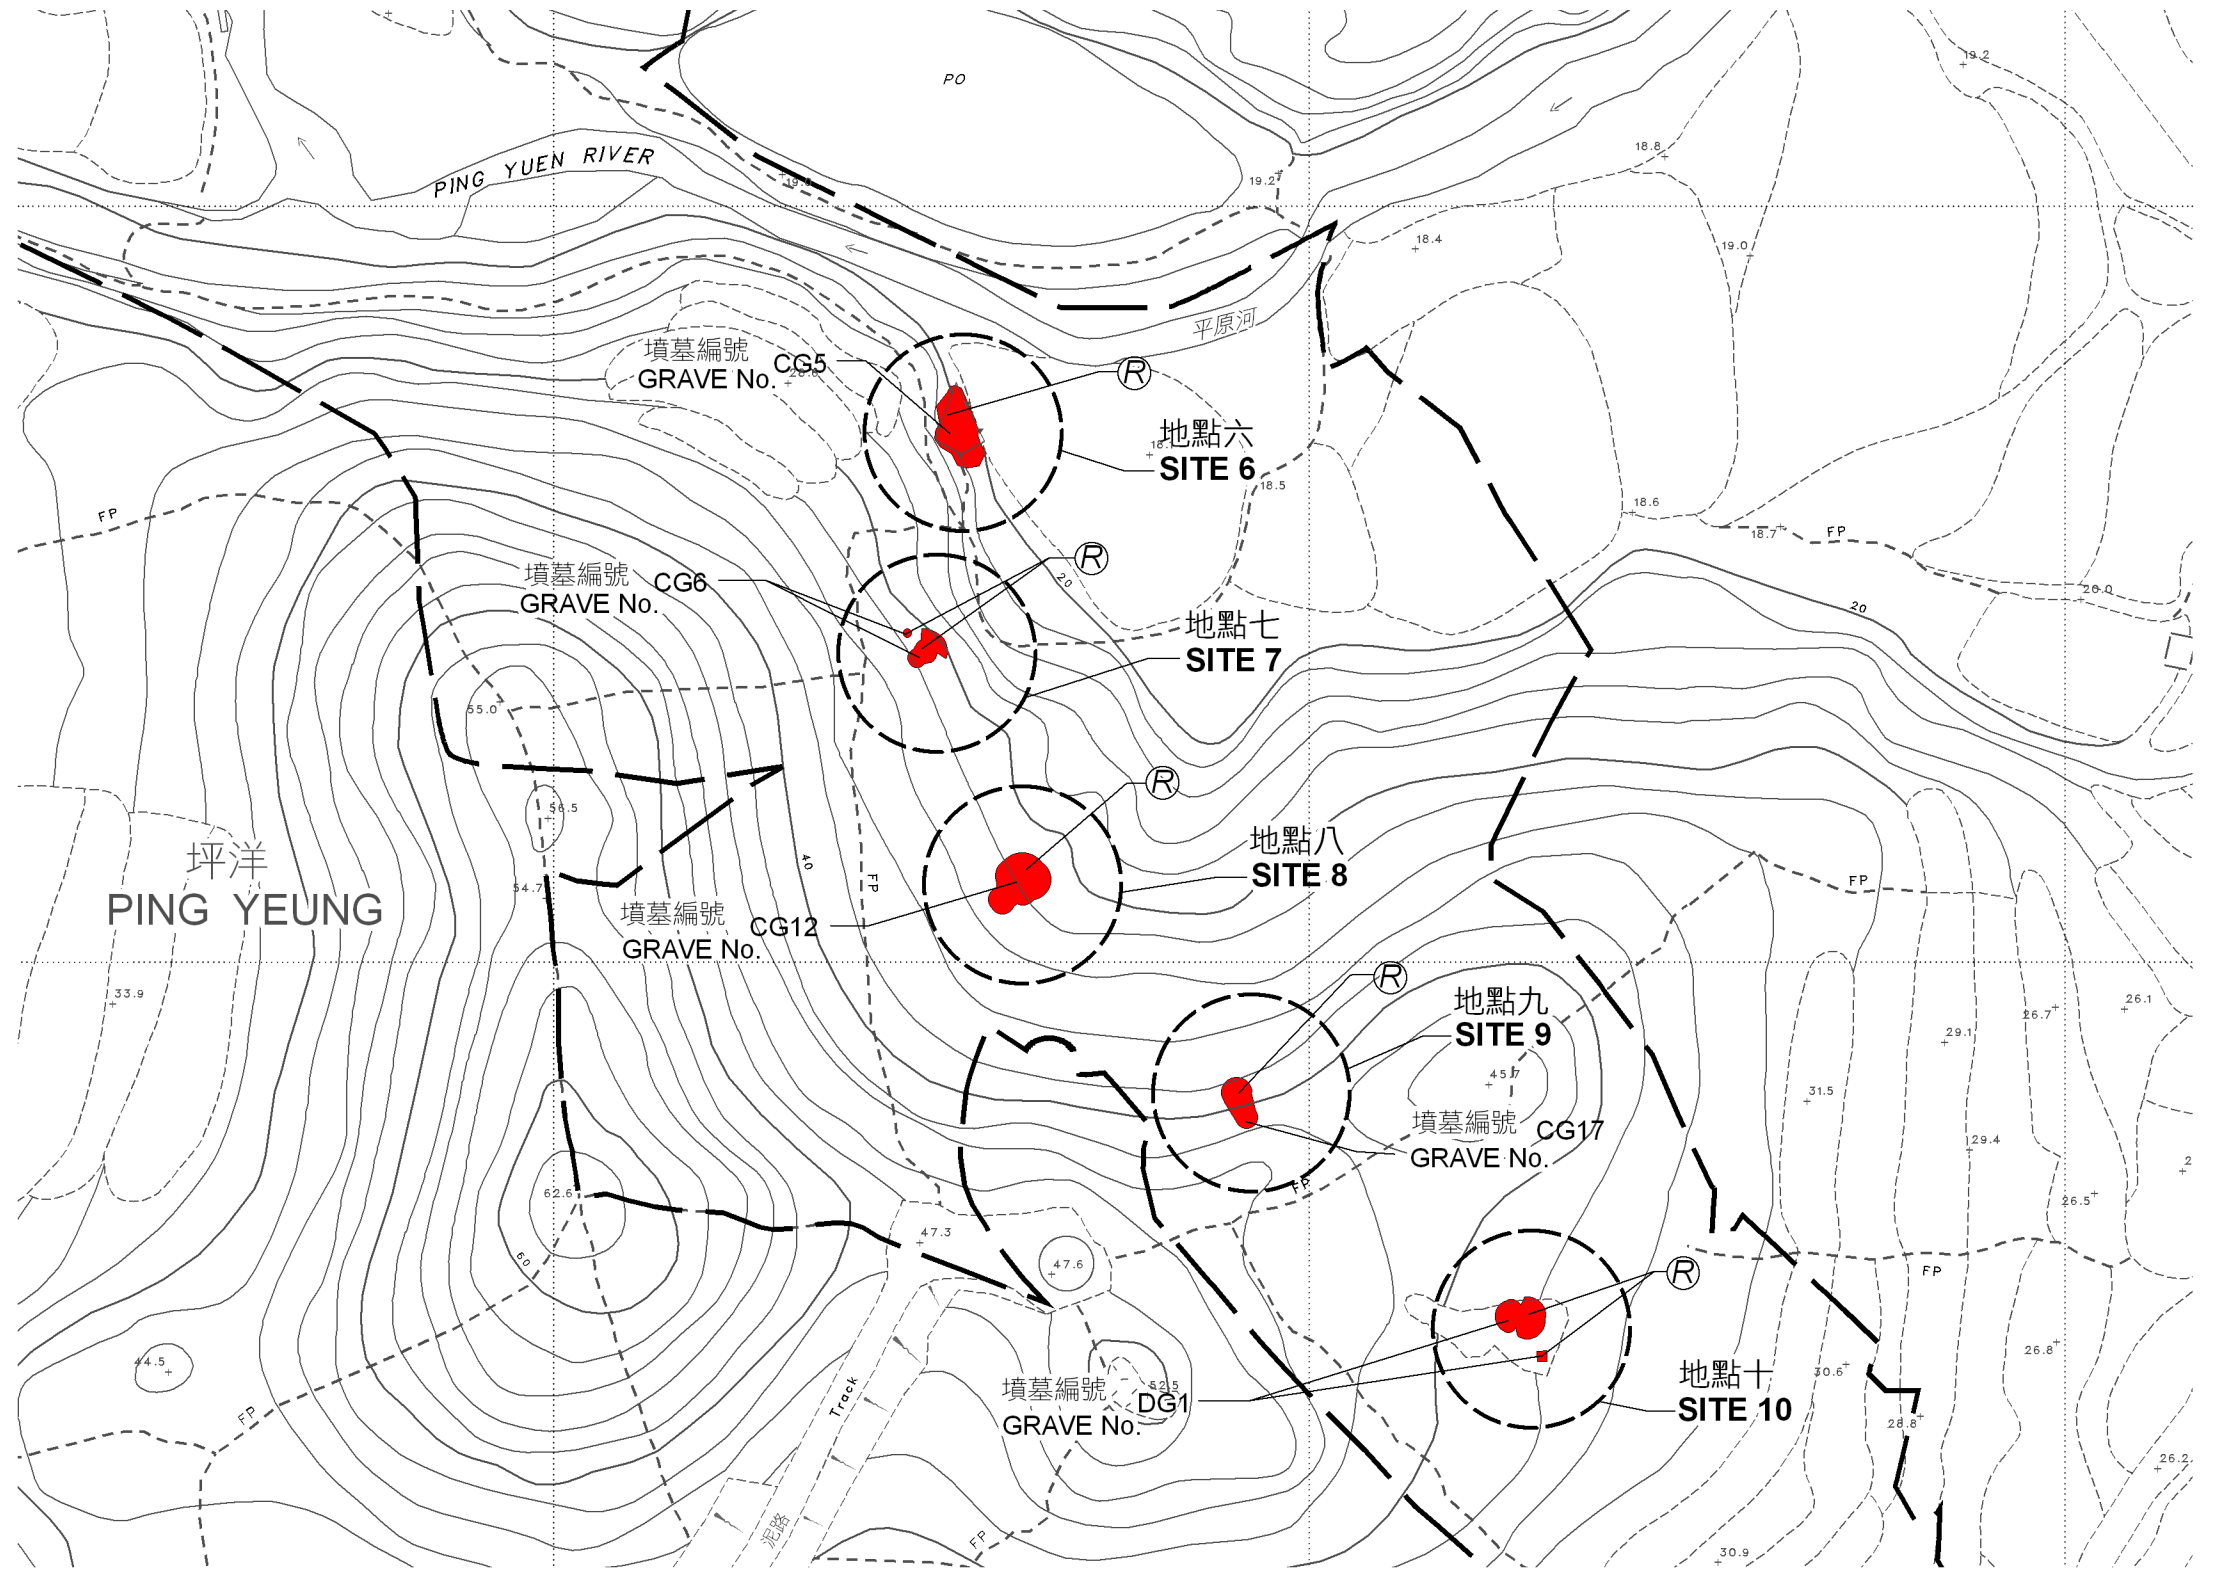 PO
19.2
18.8
PING YUEN RIVER
19.2
18.4
19.0
平原河
墳墓編號
GRAVE No.
CG5
R
地點六
SITE 6
18.5
18.6
18.7
FP
FP
墳墓編號
GRAVE No.
CG6
R
20
20.0
20
地點七
SITE 7
55.0
R
56.5
40
地點八
SITE 8
坪洋
PING YEUNG
54.7
FP
FP
墳墓編號
GRAVE No.
CG12
R
33.9
地點九
SITE 9
26.1
26.7
29.1
45.7
31.5
墳墓編號
GRAVE No.
CG17
29.4
FP
62.6
26.5
47.3
60
47.6
R
FP
44.5
26.8
30.6
地點十
SITE 10
墳墓編號
GRAVE No.
DG1
52.5
Track
FP
28.8
26.2
泥路
FP
30.9